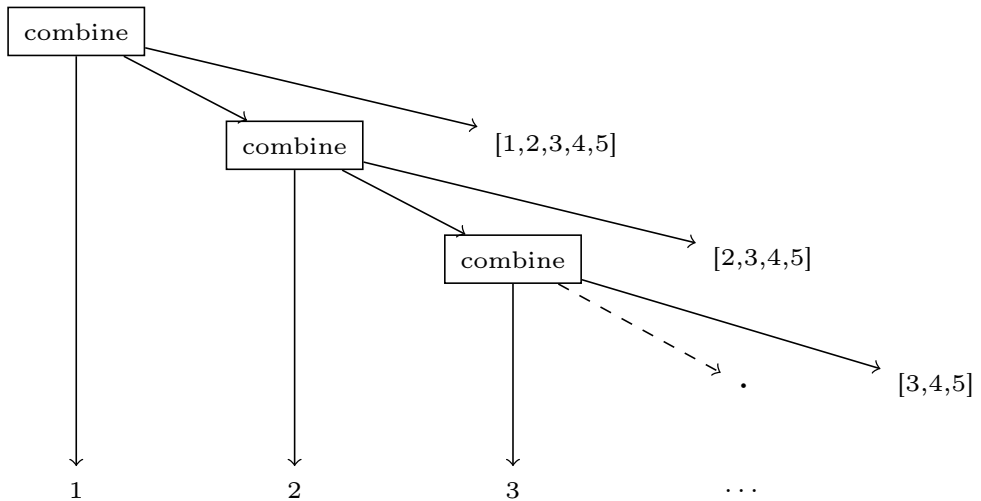 combine
[1,2,3,4,5]
combine
[2,3,4,5]
combine
[3,4,5]
.
1 2 3 ...